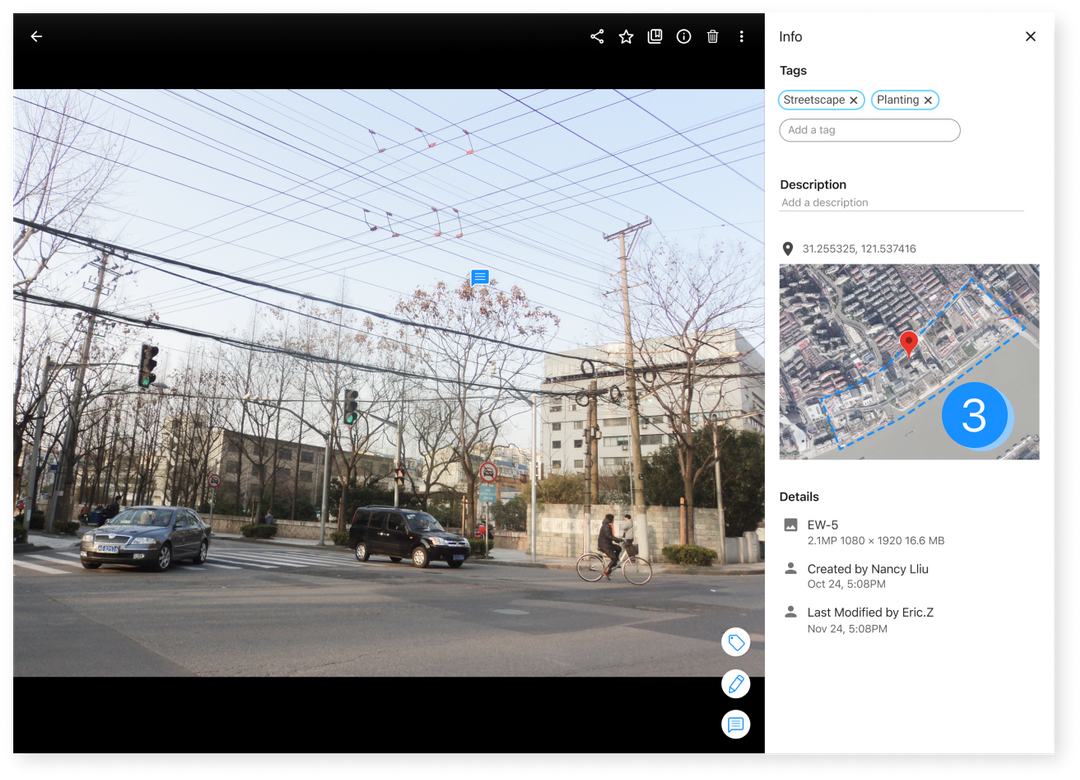 Info
Tags
Streetscape
Planting
Add a tag
Description
Add a description
31.255325, 121.537416
3
Details
EW-5
2.1MP 1080 × 1920 16.6 MB
Created by Nancy Lliu
Oct 24, 5:08PM
Last Modified by Eric.Z
Nov 24, 5:08PM